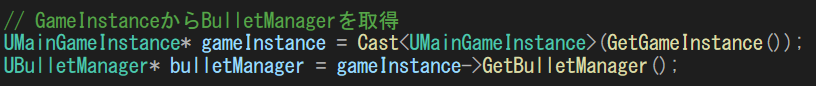 // GameInstanceからBulletManagerを取得
UMainGameInstance* gameInstance = Cast<UMainGameInstance>(GetGameInstance());
UBulletManager* bulletManager = gameInstance->GetBulletManager();